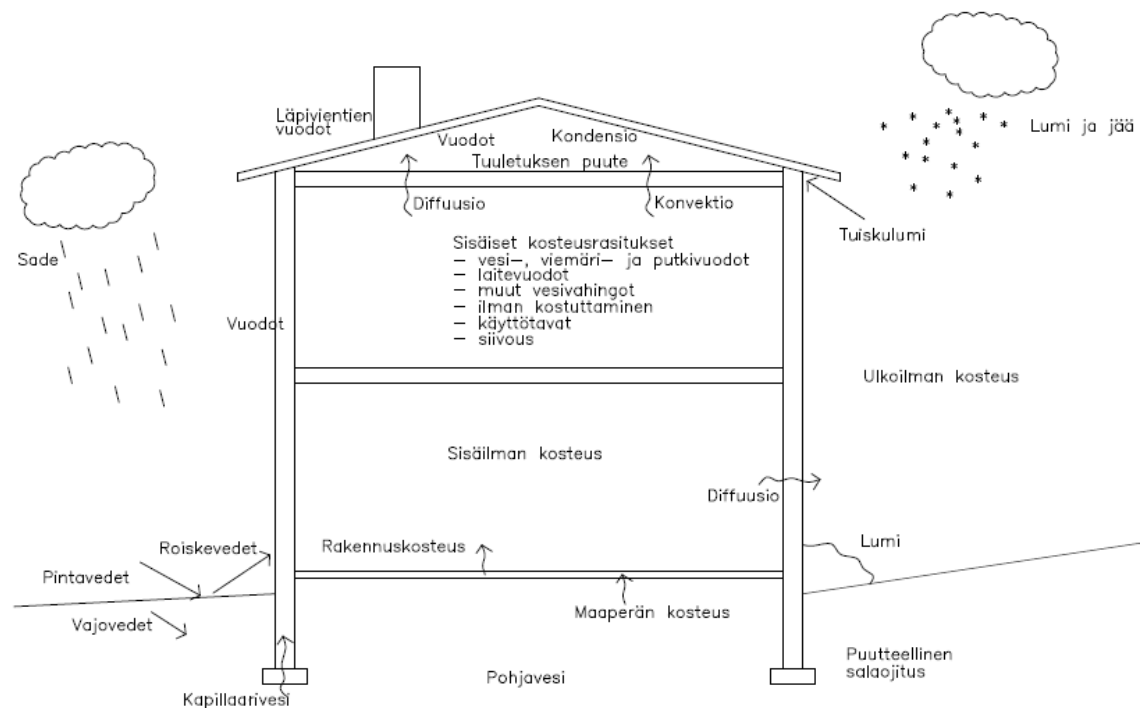 Läpivientien
vuodot
Vuodot
Kondensio
Tuuletuksen puute
Lumi ja jää
Diffuusio
Konvektio
Tuiskulumi
Sade
Sisäiset kosteusrasitukset
– vesi–, viemäri– ja putkivuodot
– laitevuodot
– muut vesivahingot
– ilman kostuttaminen
– käyttötavat
– siivous
Vuodot
Ulkoilman kosteus
Sisäilman kosteus
Diffuusio
Roiskevedet
Rakennuskosteus
Lumi
Pintavedet
Vajovedet
Maaperän kosteus
Puutteellinen
salaojitus
Pohjavesi
Kapillaarivesi